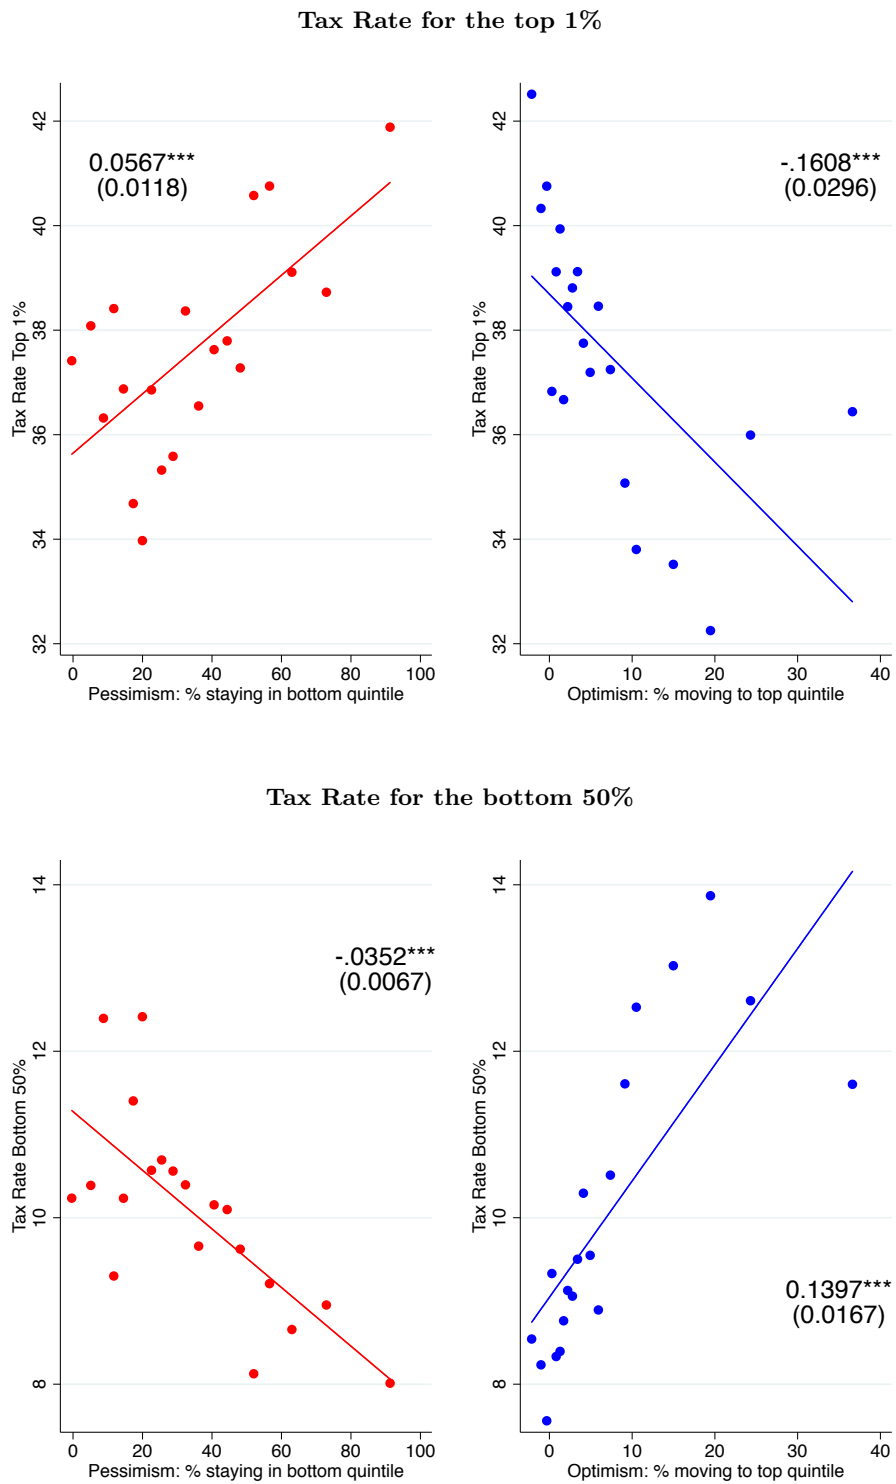 Tax Rate for the top 1%
42
40
38
36
34
32
Tax Rate Top 1%
0.0567***
(0.0118)
0 20 40 60 80 100
Pessimism: % staying in bottom quintile
42
40
38
36
34
32
Tax Rate Top 1%
-.1608***
(0.0296)
0 10 20 30 40
Optimism: % moving to top quintile
Tax Rate for the bottom 50%
14
12
10
8
Tax Rate Bottom 50%
-.0352***
(0.0067)
0 20 40 60 80 100
Pessimism: % staying in bottom quintile
14
12
10
8
Tax Rate Bottom 50%
0.1397***
(0.0167)
0 10 20 30 40
Optimism: % moving to top quintile